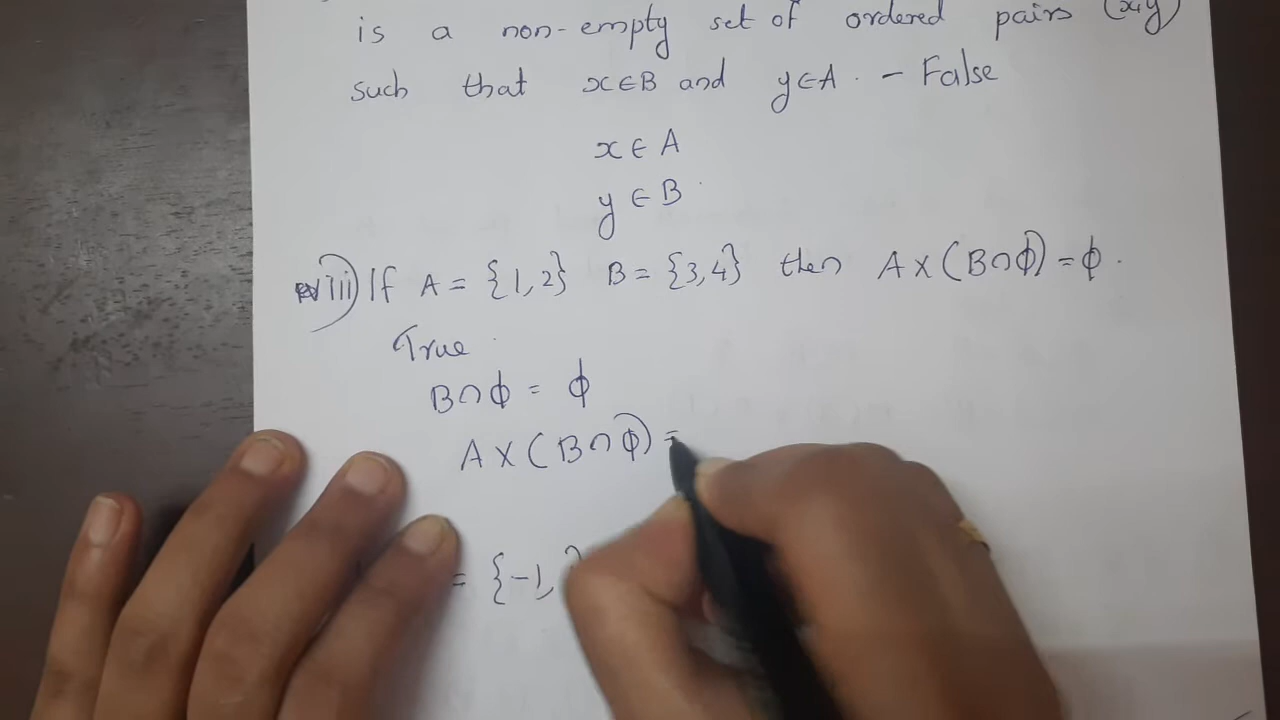 is a non-empty set of ordered pairs (x,y)
such that x∈B and y∈A. - False
x∈A
y∈B.
iii) If A = {1,2} B = {3,4} then A×(B∩ϕ) = ϕ.
True.
B∩ϕ = ϕ
A×(B∩ϕ) =
= {-1,